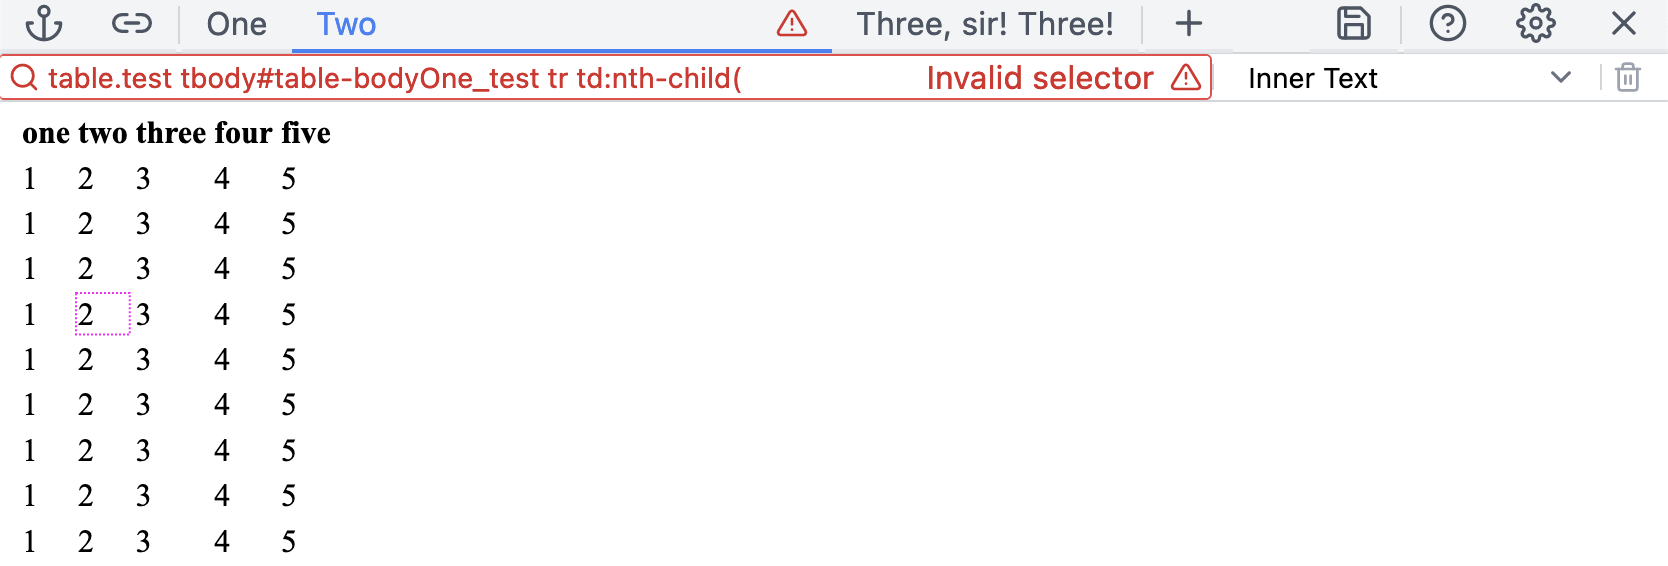 One Two Three, sir! Three!
table.test tbody#table-bodyOne_test tr td:nth-child( Invalid selector Inner Text
one two three four five
1 2 3 4 5
1 2 3 4 5
1 2 3 4 5
1 2 3 4 5
1 2 3 4 5
1 2 3 4 5
1 2 3 4 5
1 2 3 4 5
1 2 3 4 5